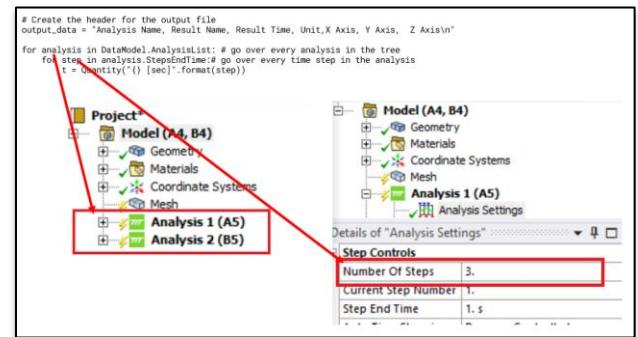 # Create the header for the output file
output_data = "Analysis Name, Result Name, Result Time, Unit,X Axis, Y Axis,  Z Axis\n"
for analysis in DataModel.AnalysisList: # go over every analysis in the tree
for step in analysis.StepsEndTime:# go over every time step in the analysis
t = Quantity("{} [sec]".format(step))
Project*
Model (A4, B4)
Geometry
Materials
Coordinate Systems
Mesh
Analysis 1 (A5)
Analysis 2 (B5)
Model (A4, B4)
Geometry
Materials
Coordinate Systems
Mesh
Analysis 1 (A5)
Analysis Settings
Details of "Analysis Settings"
Step Controls
Number Of Steps 3.
Current Step Number 1.
Step End Time 1. s